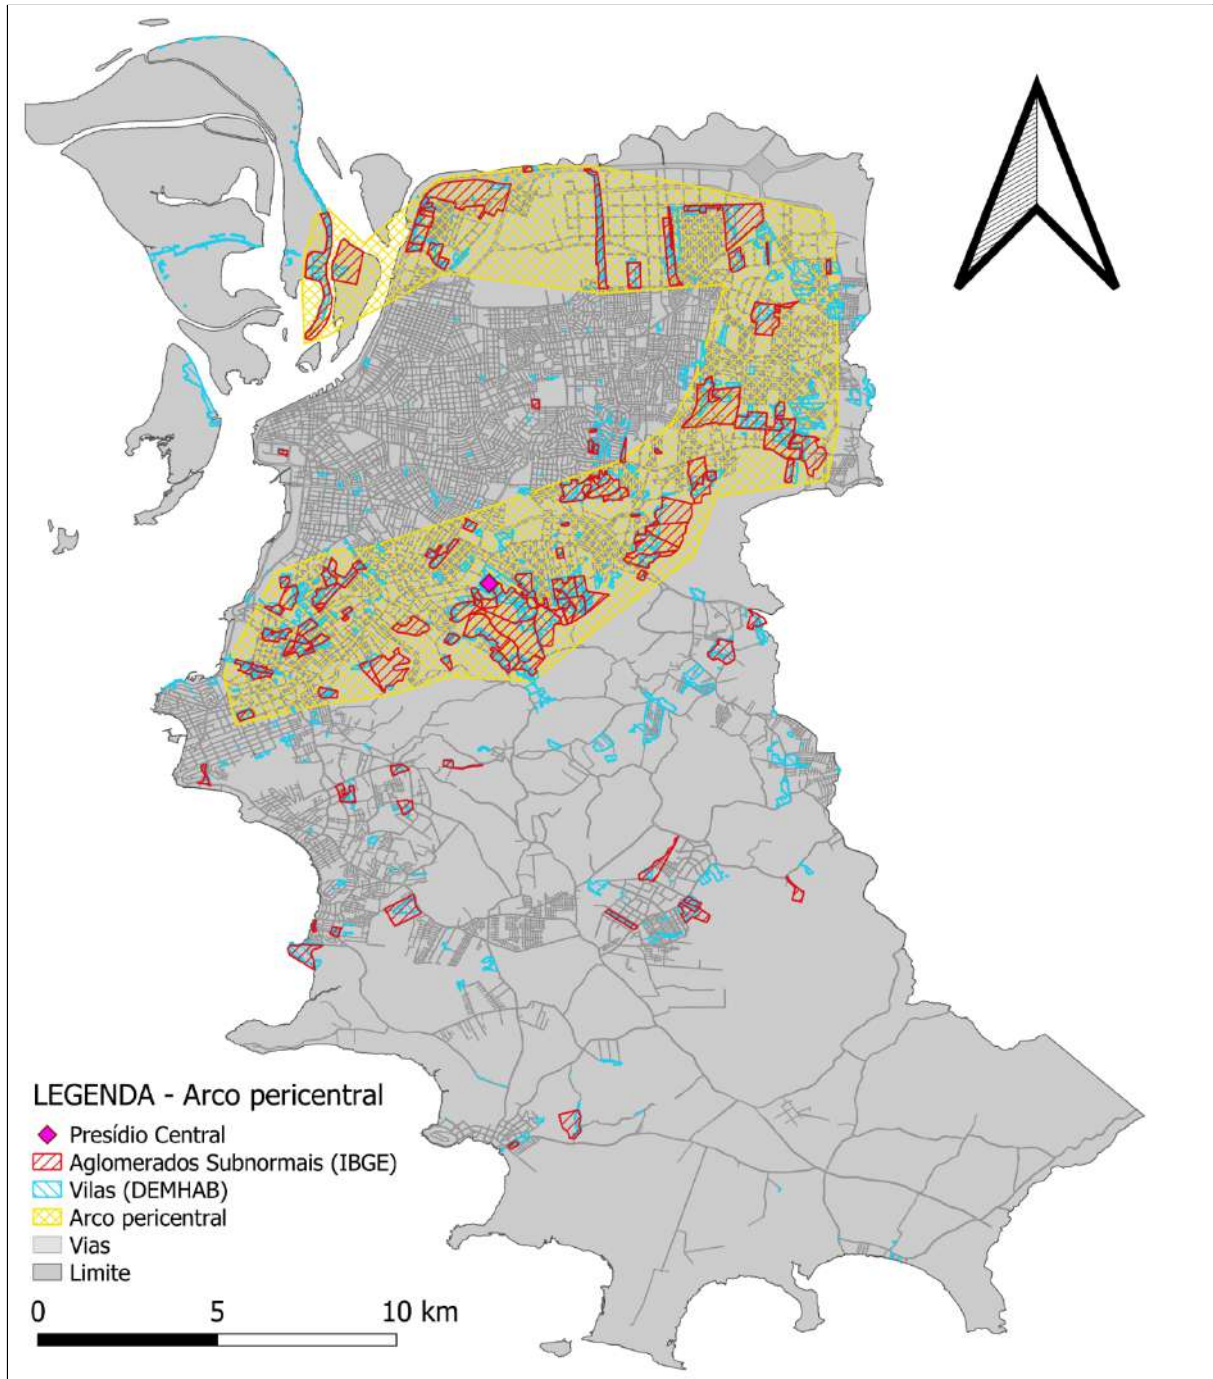 LEGENDA - Arco pericentral
Presídio Central
Aglomerados Subnormais (IBGE)
Vilas (DEMHAB)
Arco pericentral
Vias
Limite
0 5 10 km